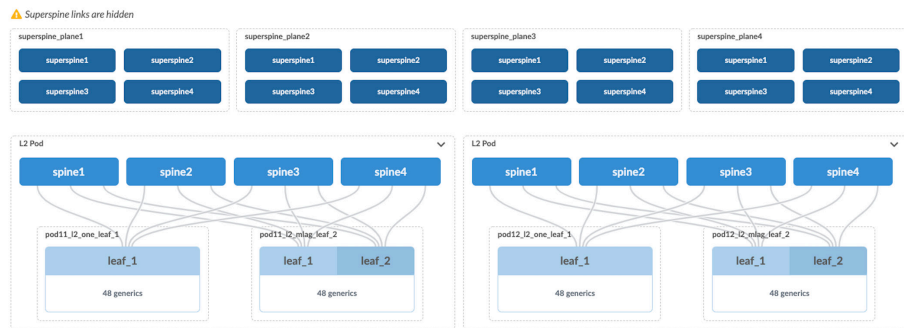 Superspine links are hidden
superspine_plane1
superspine1 superspine2
superspine3 superspine4
superspine_plane2
superspine1 superspine2
superspine3 superspine4
superspine_plane3
superspine1 superspine2
superspine3 superspine4
superspine_plane4
superspine1 superspine2
superspine3 superspine4
L2 Pod
spine1 spine2 spine3 spine4
pod11_l2_one_leaf_1
leaf_1
48 generics
pod11_l2_mlag_leaf_2
leaf_1 leaf_2
48 generics
L2 Pod
spine1 spine2 spine3 spine4
pod12_l2_one_leaf_1
leaf_1
48 generics
pod12_l2_mlag_leaf_2
leaf_1 leaf_2
48 generics